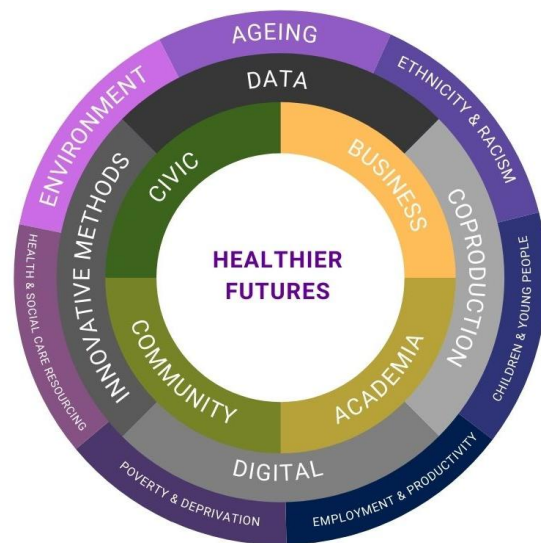 AGEING
ETHNICITY & RACISM
CHILDREN & YOUNG PEOPLE
EMPLOYMENT & PRODUCTIVITY
POVERTY & DEPRIVATION
HEALTH & SOCIAL CARE RESOURCING
ENVIRONMENT
DATA
COPRODUCTION
DIGITAL
INNOVATIVE METHODS
CIVIC
BUSINESS
ACADEMIA
COMMUNITY
HEALTHIER
FUTURES